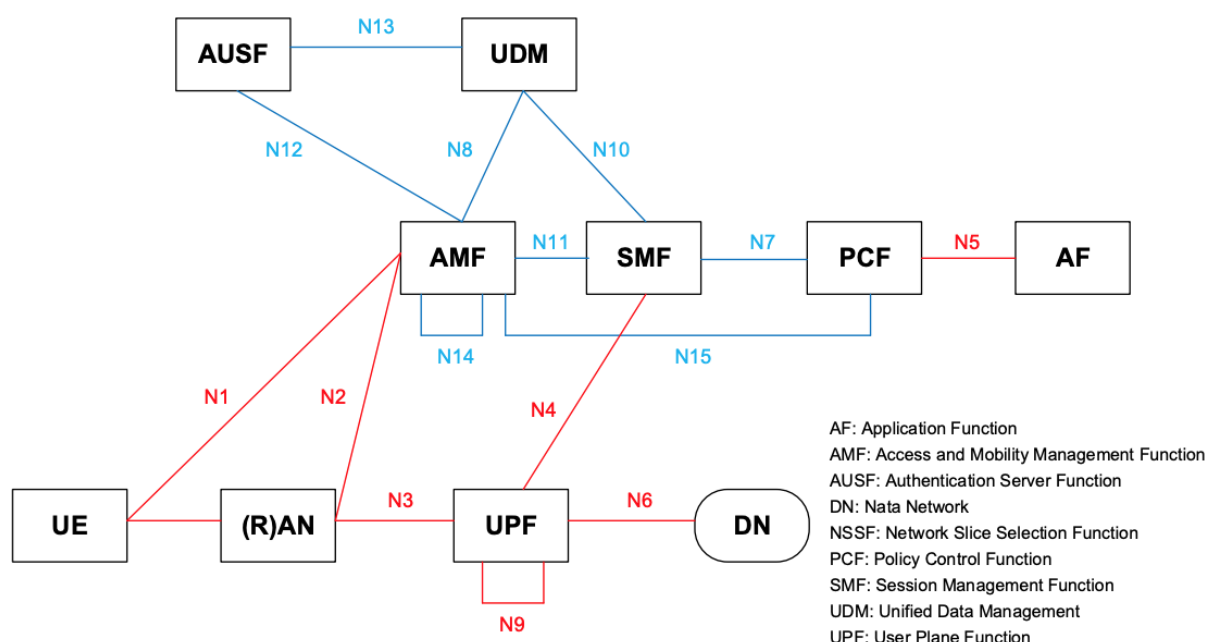 N13
AUSF
UDM
N12
N8
N10
AMF
N11
SMF
N7
PCF
N5
AF
N14
N15
N1
N2
N4
AF: Application Function
AMF: Access and Mobility Management Function
AUSF: Authentication Server Function
DN: Nata Network
NSSF: Network Slice Selection Function
PCF: Policy Control Function
SMF: Session Management Function
UDM: Unified Data Management
UPF: User Plane Function
UE
(R)AN
N3
UPF
N6
DN
N9